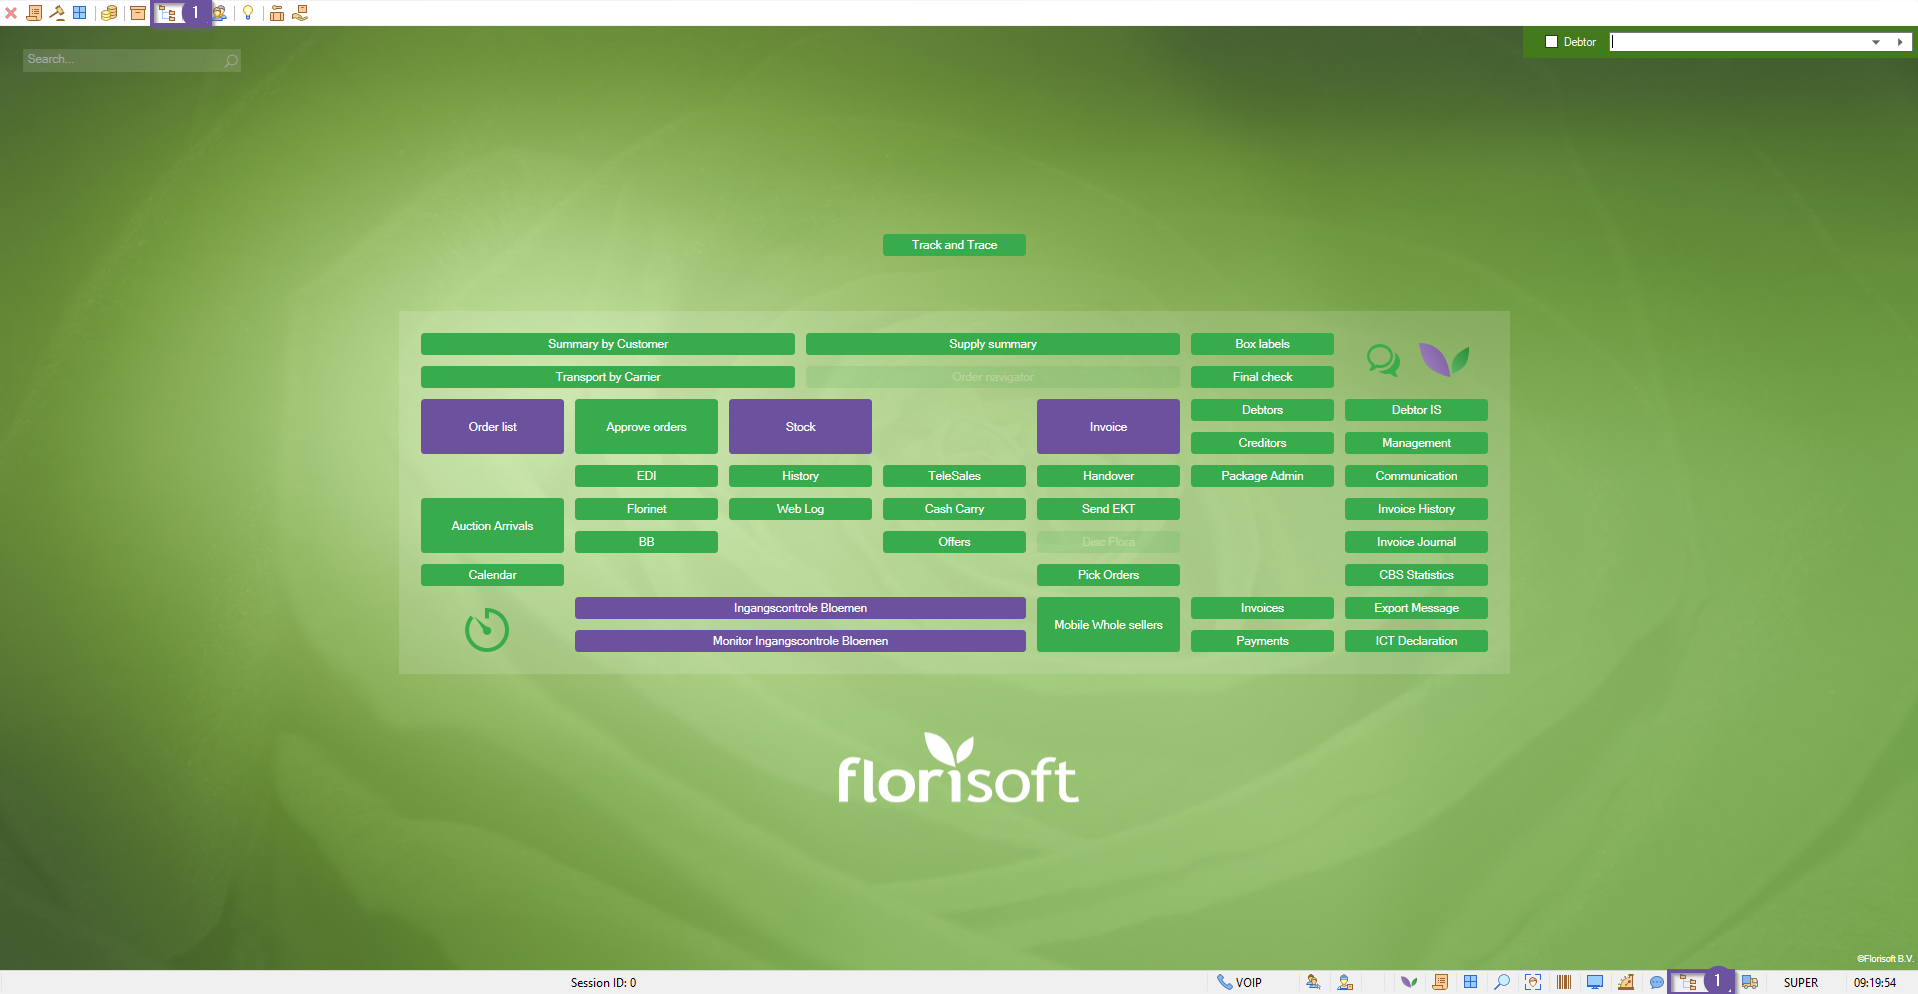 1
Debtor
Search...
Track and Trace
Summary by Customer
Supply summary
Box labels
Transport by Carrier
Order navigator
Final check
Order list
Approve orders
Stock
Invoice
Debtors
Debtor IS
Creditors
Management
EDI
History
TeleSales
Handover
Package Admin
Communication
Auction Arrivals
Florinet
Web Log
Cash Carry
Send EKT
Invoice History
BB
Offers
Disc Flora
Invoice Journal
Calendar
Pick Orders
CBS Statistics
Ingangscontrole Bloemen
Mobile Whole sellers
Invoices
Export Message
Monitor Ingangscontrole Bloemen
Payments
ICT Declaration
florisoft
©Florisoft B.V.
Session ID: 0
VOIP
1
SUPER
09:19:54